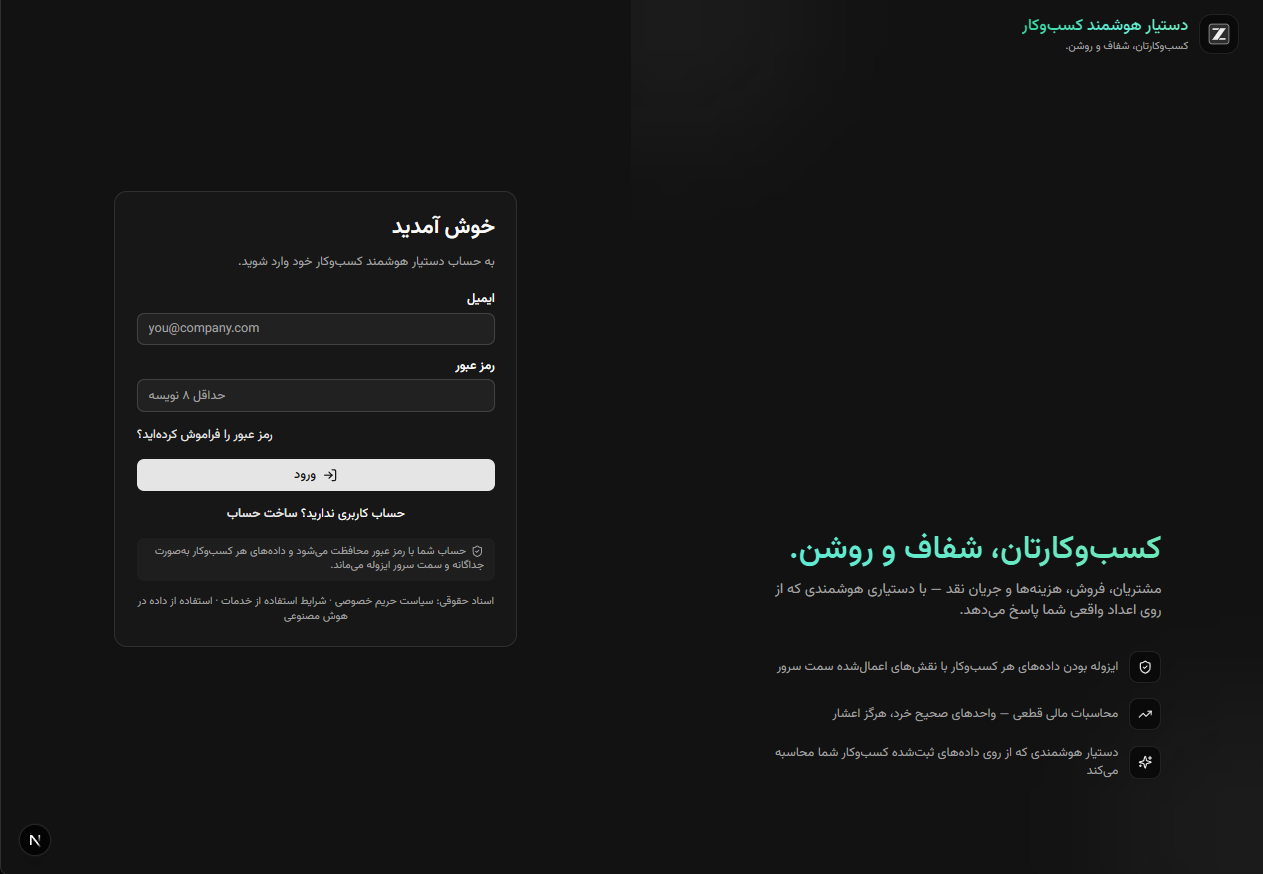 دستیار هوشمند کسب‌وکار
کسب‌وکارتان، شفاف و روشن.
کسب‌وکارتان، شفاف و روشن.
مشتریان، فروش، هزینه‌ها و جریان نقد — با دستیاری هوشمندی که از
روی اعداد واقعی شما پاسخ می‌دهد.
ایزوله بودن داده‌های هر کسب‌وکار با نقش‌های اعمال‌شده سمت سرور
محاسبات مالی قطعی — واحدهای صحیح خرد، هرگز اعشار
دستیار هوشمندی که از روی داده‌های ثبت‌شده کسب‌وکار شما محاسبه
می‌کند
خوش آمدید
به حساب دستیار هوشمند کسب‌وکار خود وارد شوید.
ایمیل
you@company.com
رمز عبور
حداقل ۸ نویسه
رمز عبور را فراموش کرده‌اید؟
ورود
حساب کاربری ندارید؟ ساخت حساب
حساب شما با رمز عبور محافظت می‌شود و داده‌های هر کسب‌وکار به‌صورت
جداگانه و سمت سرور ایزوله می‌ماند.
اسناد حقوقی: سیاست حریم خصوصی · شرایط استفاده از خدمات · استفاده از داده در
هوش مصنوعی
Z
N